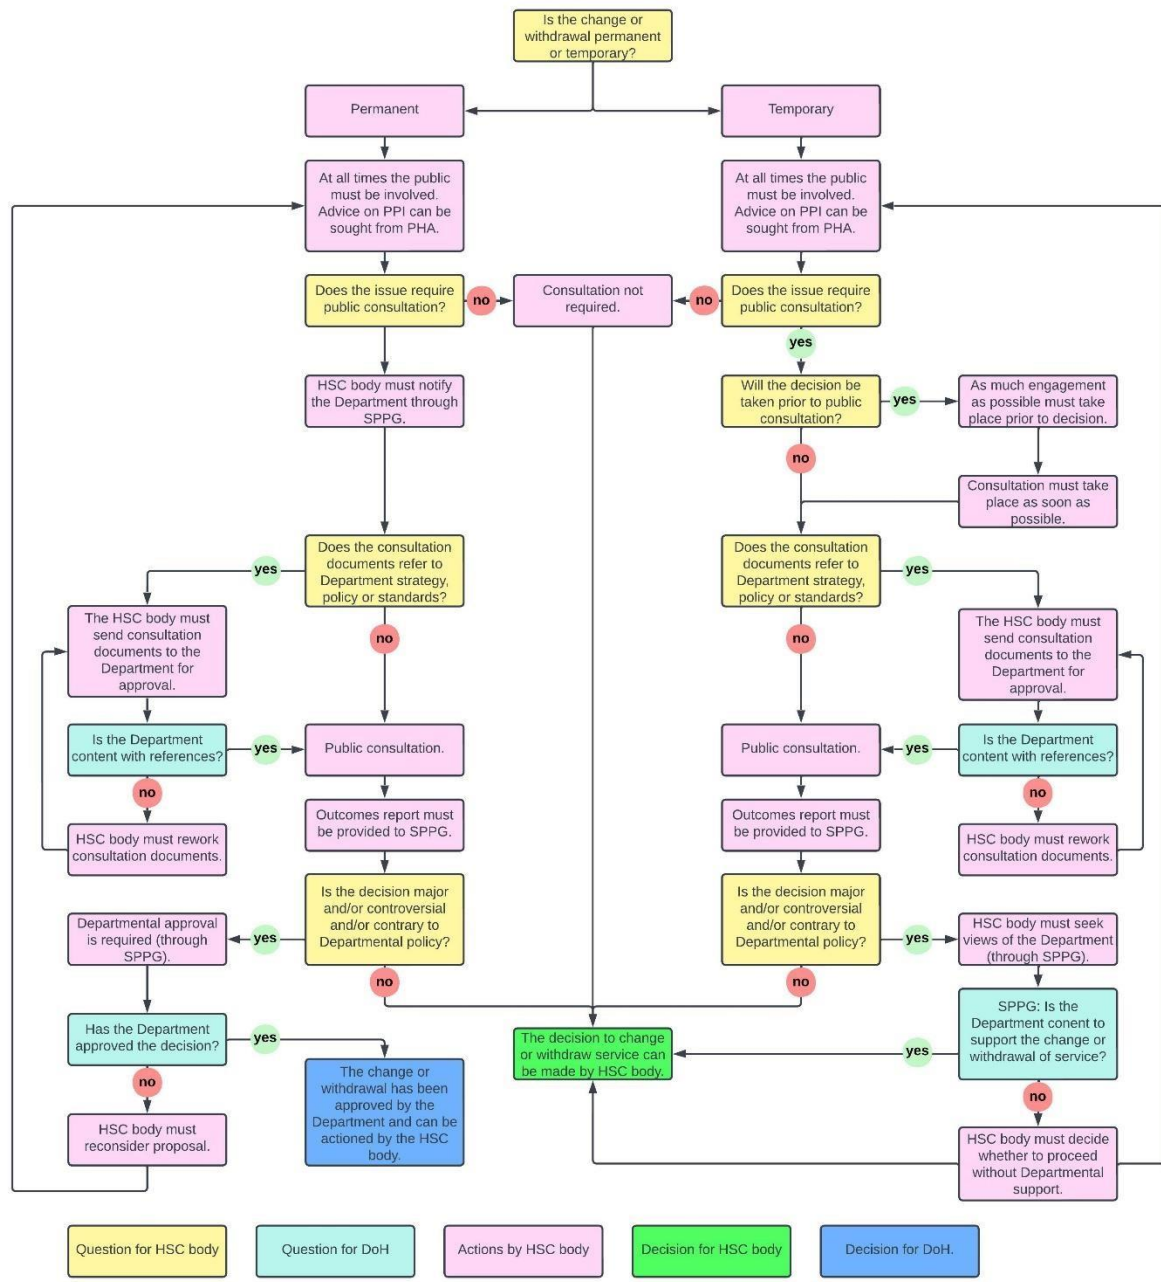 Is the change or
withdrawal permanent
or temporary?
Permanent
Temporary
At all times the public
must be involved.
Advice on PPI can be
sought from PHA.
At all times the public
must be involved.
Advice on PPI can be
sought from PHA.
Does the issue require
public consultation?
no
Consultation not
required.
no
Does the issue require
public consultation?
yes
HSC body must notify
the Department through
SPPG.
Will the decision be
taken prior to public
consultation?
yes
As much engagement
as possible must take
place prior to decision.
no
Consultation must take
place as soon as
possible.
Does the consultation
documents refer to
Department strategy,
policy or standards?
yes
no
Does the consultation
documents refer to
Department strategy,
policy or standards?
yes
no
The HSC body must
send consultation
documents to the
Department for
approval.
The HSC body must
send consultation
documents to the
Department for
approval.
Is the Department
content with references?
yes
Public consultation.
Public consultation.
yes
Is the Department
content with references?
no
no
HSC body must rework
consultation documents.
Outcomes report must
be provided to SPPG.
Outcomes report must
be provided to SPPG.
HSC body must rework
consultation documents.
Departmental approval
is required (through
SPPG).
yes
Is the decision major
and/or controversial
and/or contrary to
Departmental policy?
no
Is the decision major
and/or controversial
and/or contrary to
Departmental policy?
yes
no
HSC body must seek
views of the Department
(through SPPG).
Has the Department
approved the decision?
yes
no
The decision to change
or withdraw service can
be made by HSC body.
yes
SPPG: Is the
Department conent to
support the change or
withdrawal of service?
no
The change or
withdrawal has been
approved by the
Department and can be
actioned by the HSC
body.
HSC body must
reconsider proposal.
HSC body must decide
whether to proceed
without Departmental
support.
Question for HSC body
Question for DoH
Actions by HSC body
Decision for HSC body
Decision for DoH.